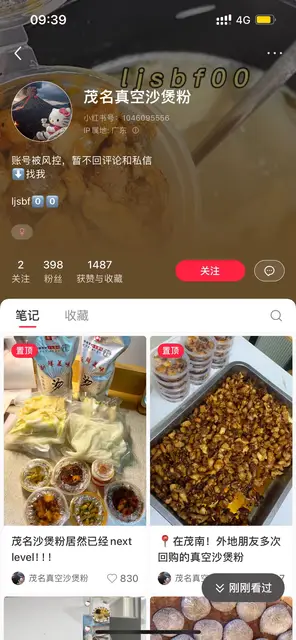 09:39
4G
ljsbf00
茂名真空沙煲粉
小红书号：1046095556
IP属地：广东
账号被风控，暂不回评论和私信
⬇️找我
ljsbf0️⃣0️⃣
2
398
1487
关注
粉丝
获赞与收藏
关注
笔记
收藏
置顶
置顶
茂名沙煲粉居然已经next
level！！！
茂名真空沙煲粉
830
📍在茂南！外地朋友多次
回购的真空沙煲粉
茂名真空沙煲粉
刚刚看过